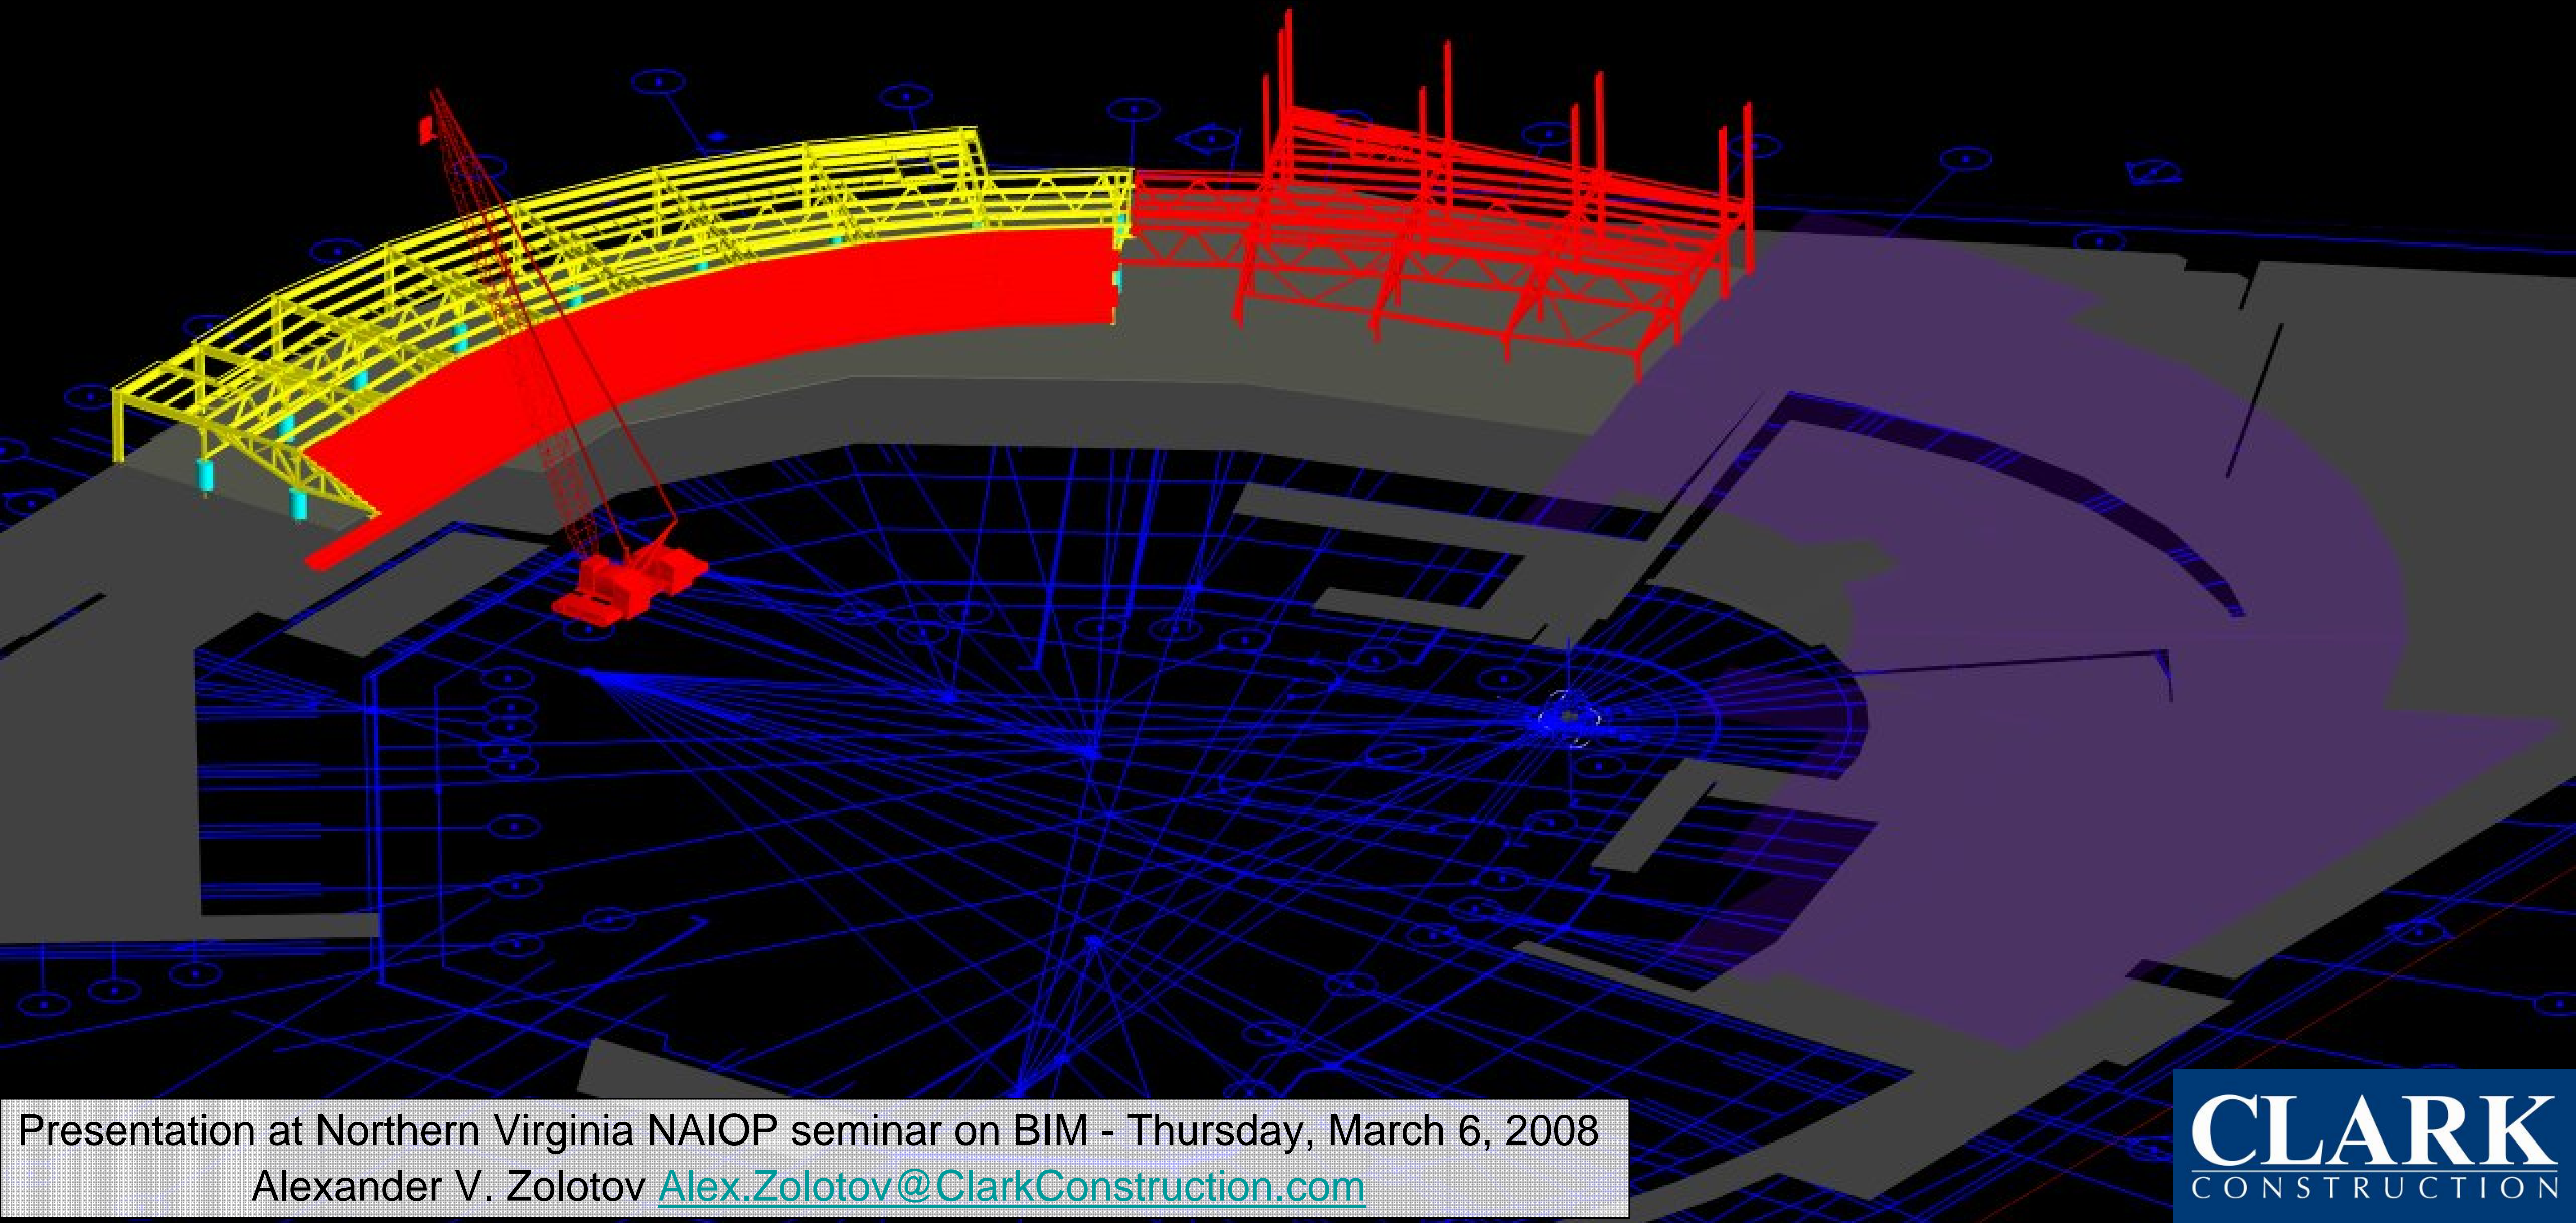 Presentation at Northern Virginia NAIOP seminar on BIM - Thursday, March 6, 2008
Alexander V. Zolotov Alex.Zolotov@ClarkConstruction.com
CLARK
CONSTRUCTION